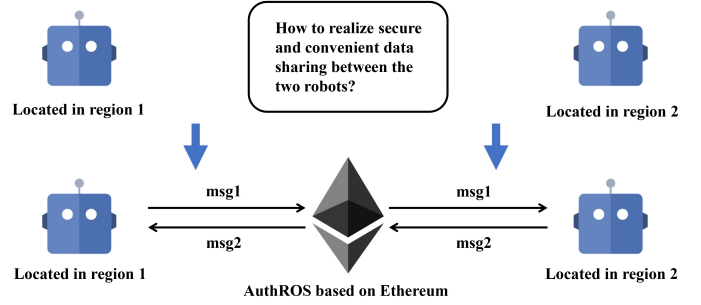 How to realize secure
and convenient data
sharing between the
two robots?
Located in region 1
Located in region 2
msg1
msg1
msg2
msg2
Located in region 1
Located in region 2
AuthROS based on Ethereum